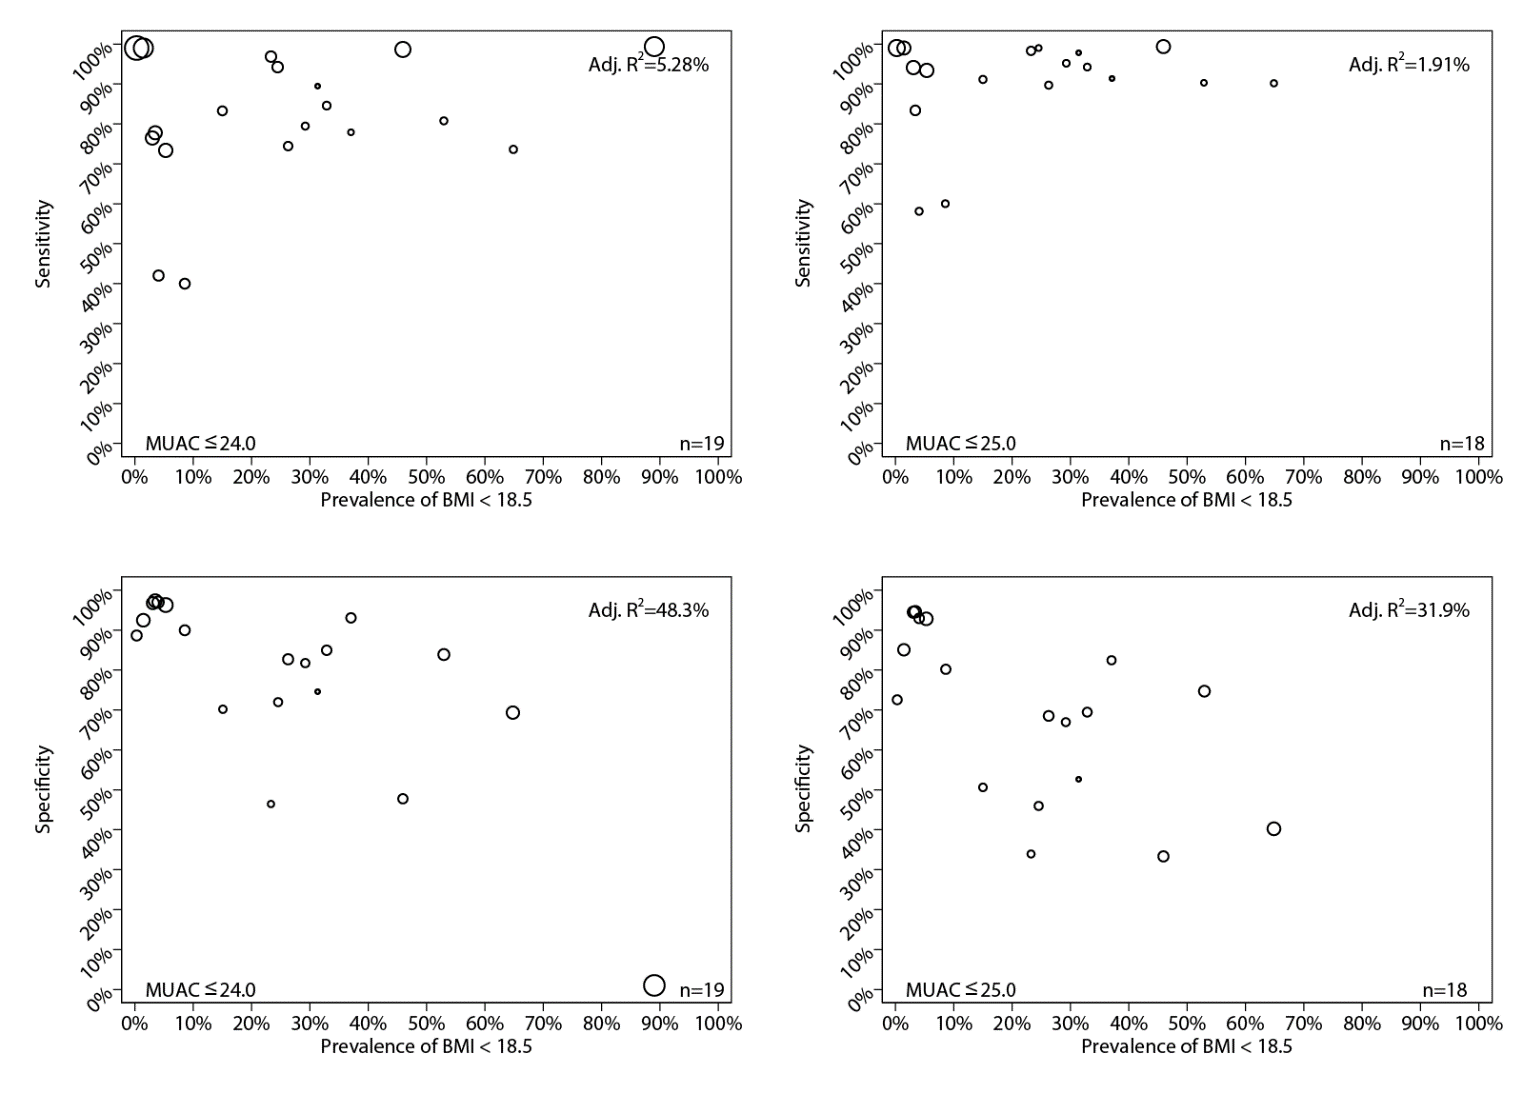 100%
90%
80%
70%
60%
50%
40%
30%
20%
10%
0%
Sensitivity
Adj. R²=5.28%
MUAC ≤24.0
n=19
0% 10% 20% 30% 40% 50% 60% 70% 80% 90% 100%
Prevalence of BMI < 18.5
100%
90%
80%
70%
60%
50%
40%
30%
20%
10%
0%
Sensitivity
Adj. R²=1.91%
MUAC ≤25.0
n=18
0% 10% 20% 30% 40% 50% 60% 70% 80% 90% 100%
Prevalence of BMI < 18.5
100%
90%
80%
70%
60%
50%
40%
30%
20%
10%
0%
Specificity
Adj. R²=48.3%
MUAC ≤24.0
n=19
0% 10% 20% 30% 40% 50% 60% 70% 80% 90% 100%
Prevalence of BMI < 18.5
100%
90%
80%
70%
60%
50%
40%
30%
20%
10%
0%
Specificity
Adj. R²=31.9%
MUAC ≤25.0
n=18
0% 10% 20% 30% 40% 50% 60% 70% 80% 90% 100%
Prevalence of BMI < 18.5